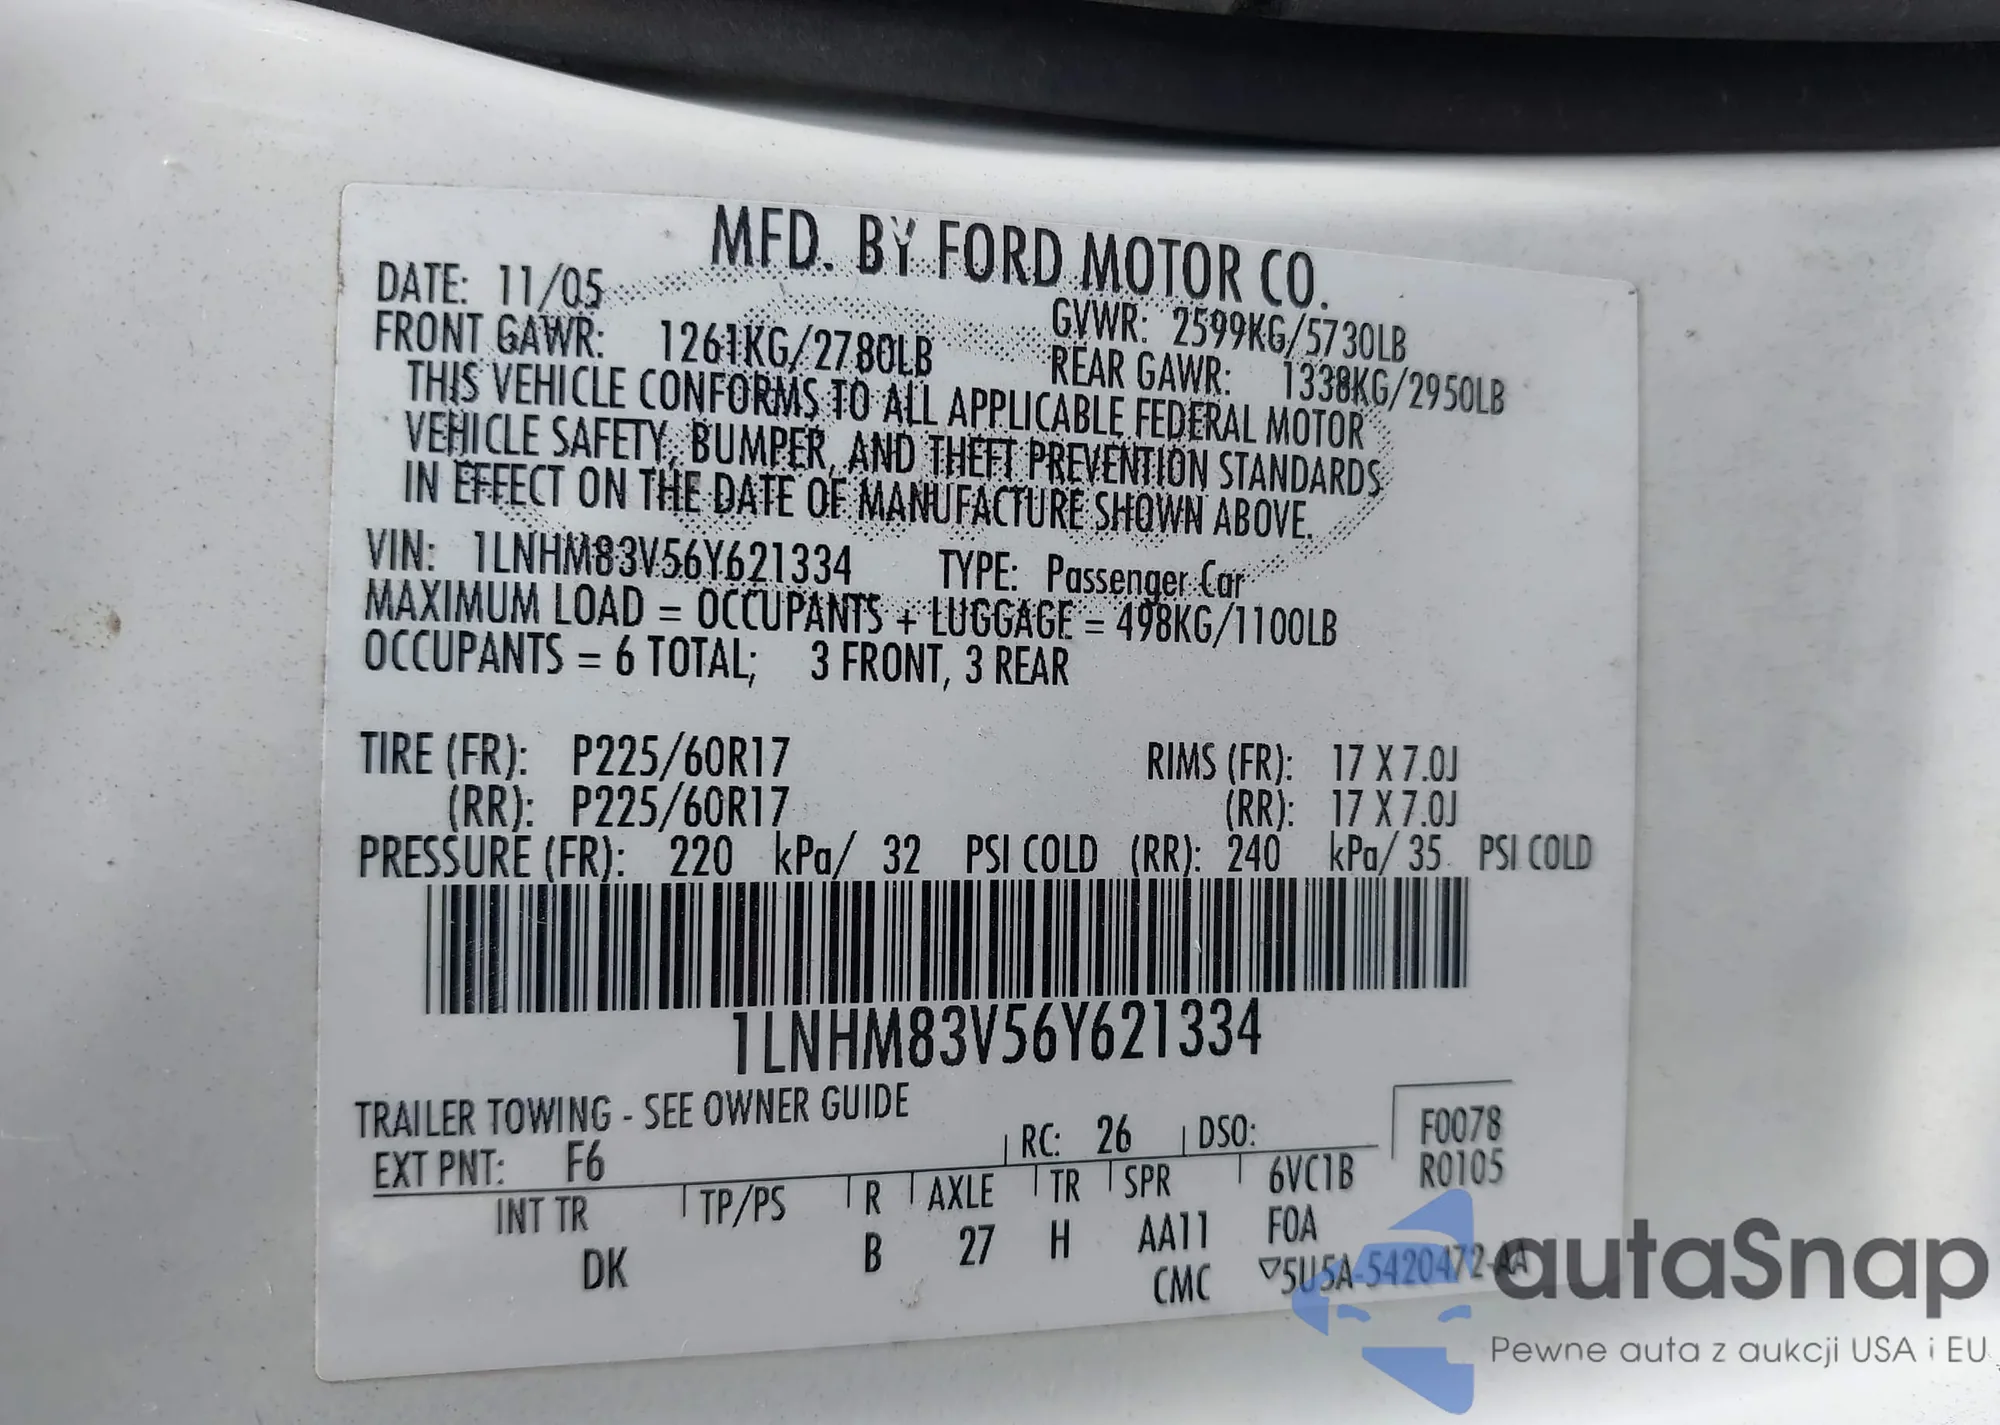 MFD. BY FORD MOTOR CO.
DATE: 11/05
GVWR: 2599KG/5730LB
FRONT GAWR: 1261KG/2780LB
REAR GAWR: 1338KG/2950LB
THIS VEHICLE CONFORMS TO ALL APPLICABLE FEDERAL MOTOR
VEHICLE SAFETY, BUMPER, AND THEFT PREVENTION STANDARDS
IN EFFECT ON THE DATE OF MANUFACTURE SHOWN ABOVE.
VIN: 1LNHM83V56Y621334 TYPE: Passenger Car
MAXIMUM LOAD = OCCUPANTS + LUGGAGE = 498KG/1100LB
OCCUPANTS = 6 TOTAL; 3 FRONT, 3 REAR
TIRE (FR): P225/60R17 RIMS (FR): 17 X 7.0J
(RR): P225/60R17 (RR): 17 X 7.0J
PRESSURE (FR): 220 kPa/ 32 PSI COLD (RR): 240 kPa/ 35 PSI COLD
1LNHM83V56Y621334
TRAILER TOWING - SEE OWNER GUIDE
EXT PNT: F6 RC: 26 DSO: F0078
R0105
INT TR TP/PS R AXLE TR SPR 6VC1B
DK B 27 H AA11 FOA
CMC ▽5U5A-5420472-AA
autaSnap
Pewne auta z aukcji USA i EU